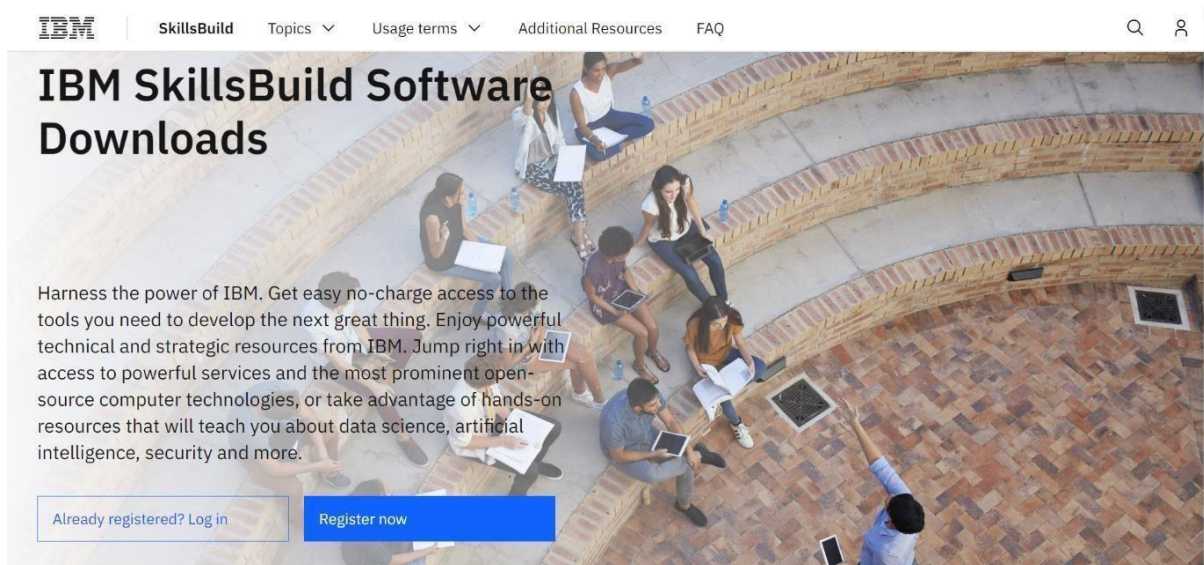 IBM SkillsBuild Topics Usage terms Additional Resources FAQ
IBM SkillsBuild Software
Downloads
Harness the power of IBM. Get easy no-charge access to the
tools you need to develop the next great thing. Enjoy powerful
technical and strategic resources from IBM. Jump right in with
access to powerful services and the most prominent open-
source computer technologies, or take advantage of hands-on
resources that will teach you about data science, artificial
intelligence, security and more.
Already registered? Log in Register now